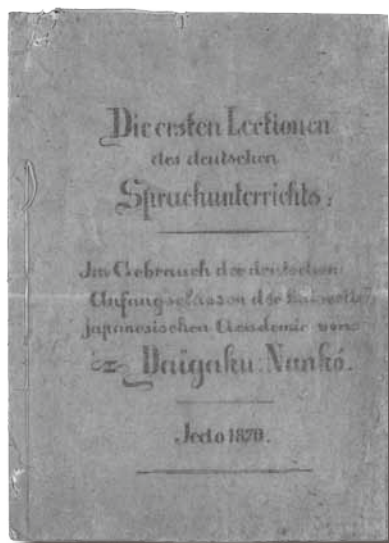 Die ersten Lectionen
des deutschen
Sprachunterrichts,
Im Gebrauch der deutschen
Anfangsclassen der
japanesischen Academie von
Daigaku Nankô.
Jedo 1870.